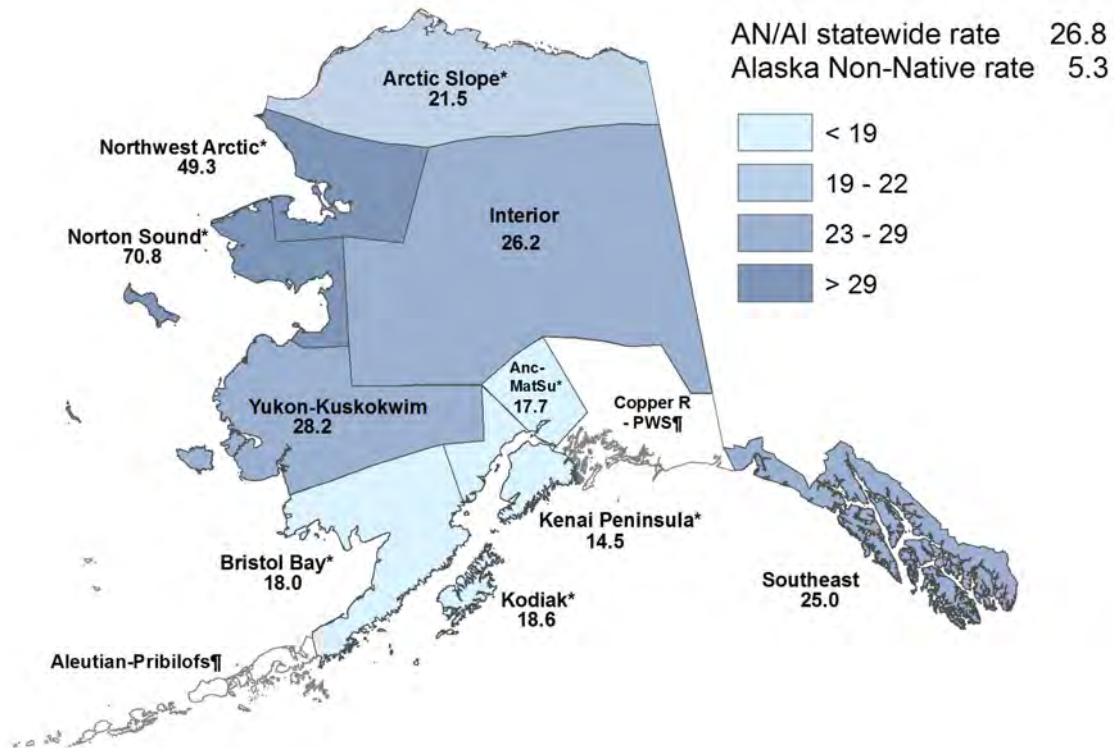 AN/AI statewide rate 26.8
Alaska Non-Native rate 5.3
< 19
19 - 22
23 - 29
> 29
Arctic Slope*
21.5
Northwest Arctic*
49.3
Norton Sound*
70.8
Interior
26.2
Anc-
MatSu*
17.7
Copper R
- PWS¶
Yukon-Kuskokwim
28.2
Kenai Peninsula*
14.5
Bristol Bay*
18.0
Kodiak*
18.6
Southeast
25.0
Aleutian-Pribilofs¶